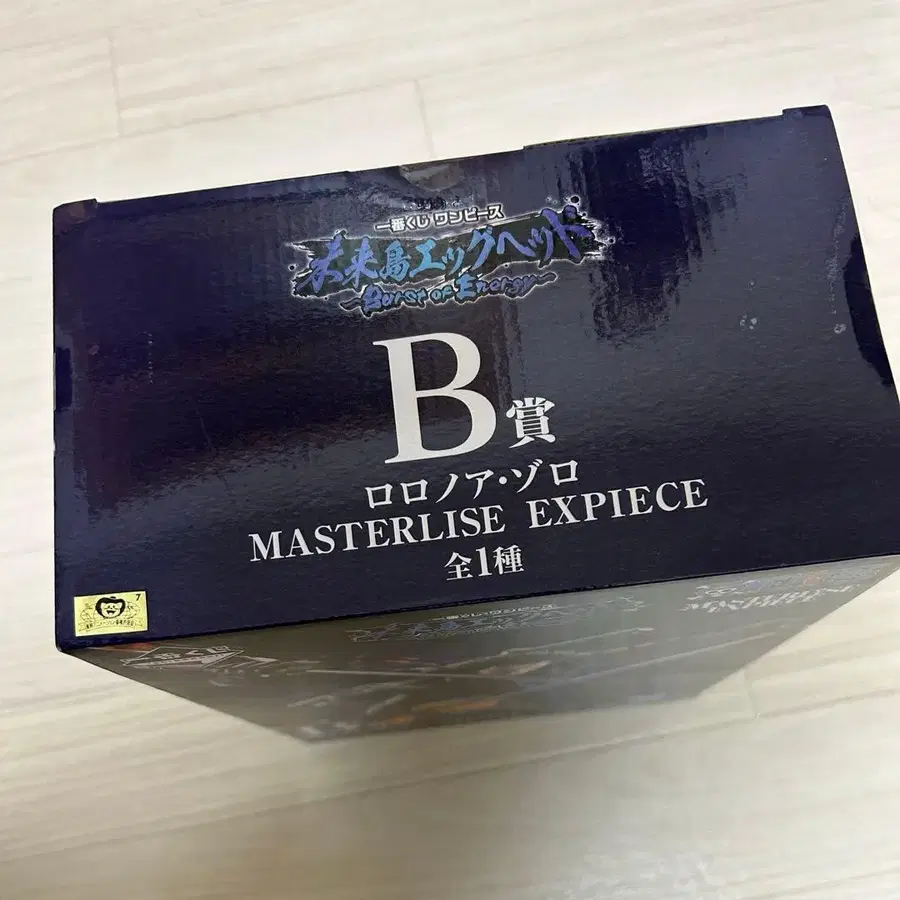 一番くじ ワンピース
未来島エッグヘッド
~Burst of Energy~
B賞
ロロノア・ゾロ
MASTERLISE EXPIECE
全1種
7